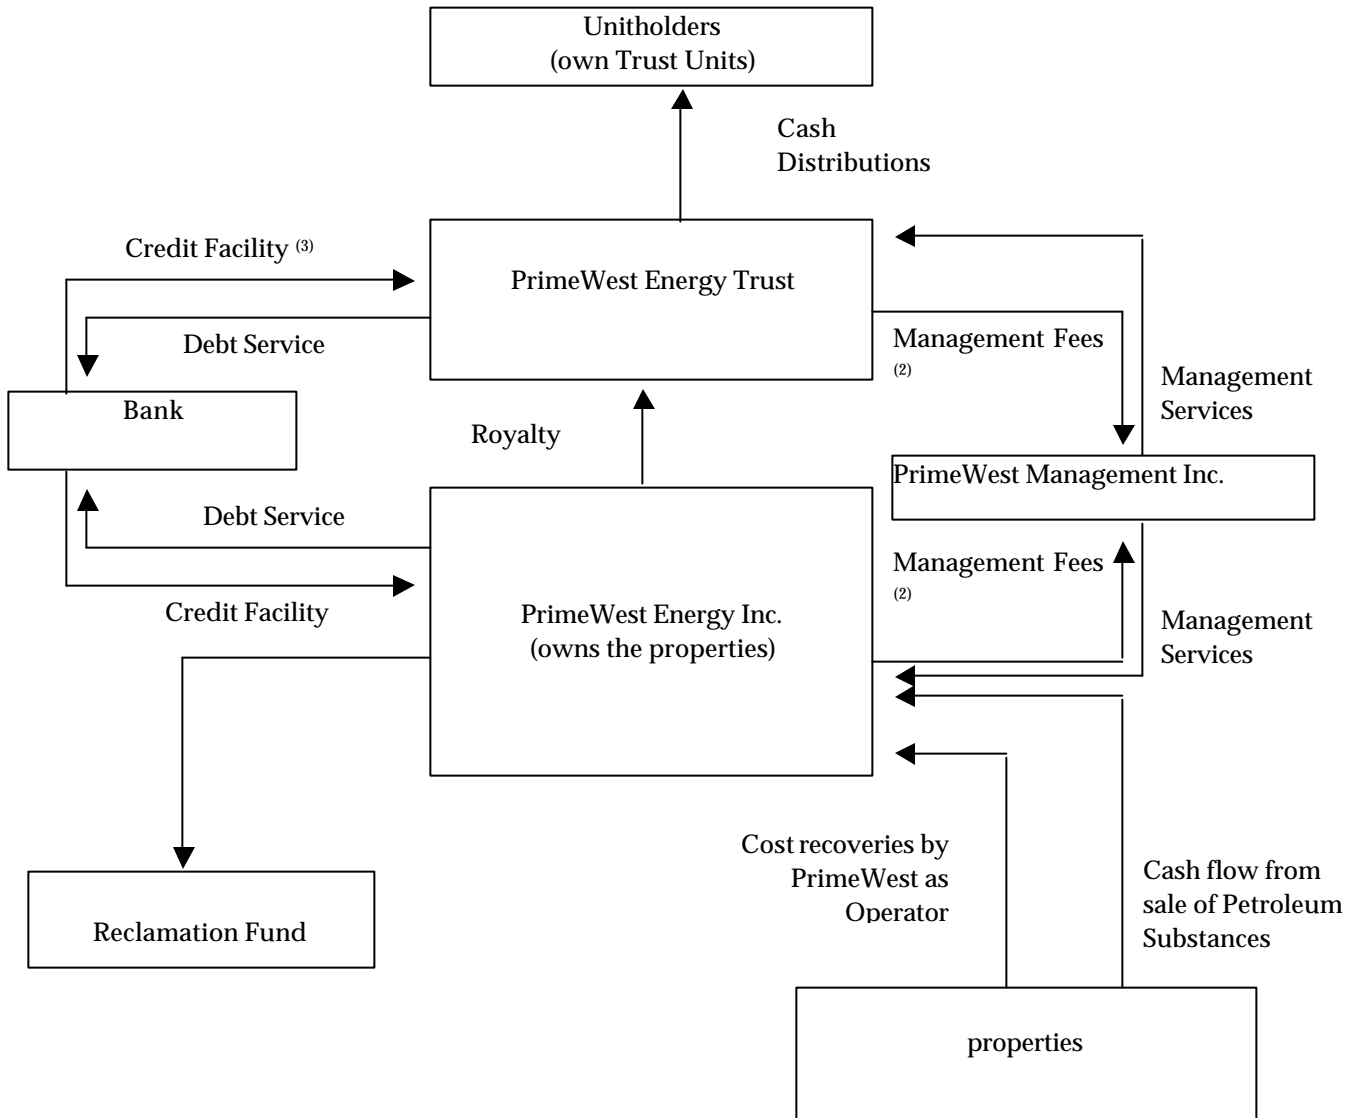 Unitholders
(own Trust Units)
Cash
Distributions
Credit Facility (3)
PrimeWest Energy Trust
Debt Service
Management Fees
(2)
Management
Services
Bank
Royalty
PrimeWest Management Inc.
Debt Service
Management Fees
(2)
Credit Facility
PrimeWest Energy Inc.
(owns the properties)
Management
Services
Cost recoveries by
PrimeWest as
Operator
Cash flow from
sale of Petroleum
Substances
Reclamation Fund
properties